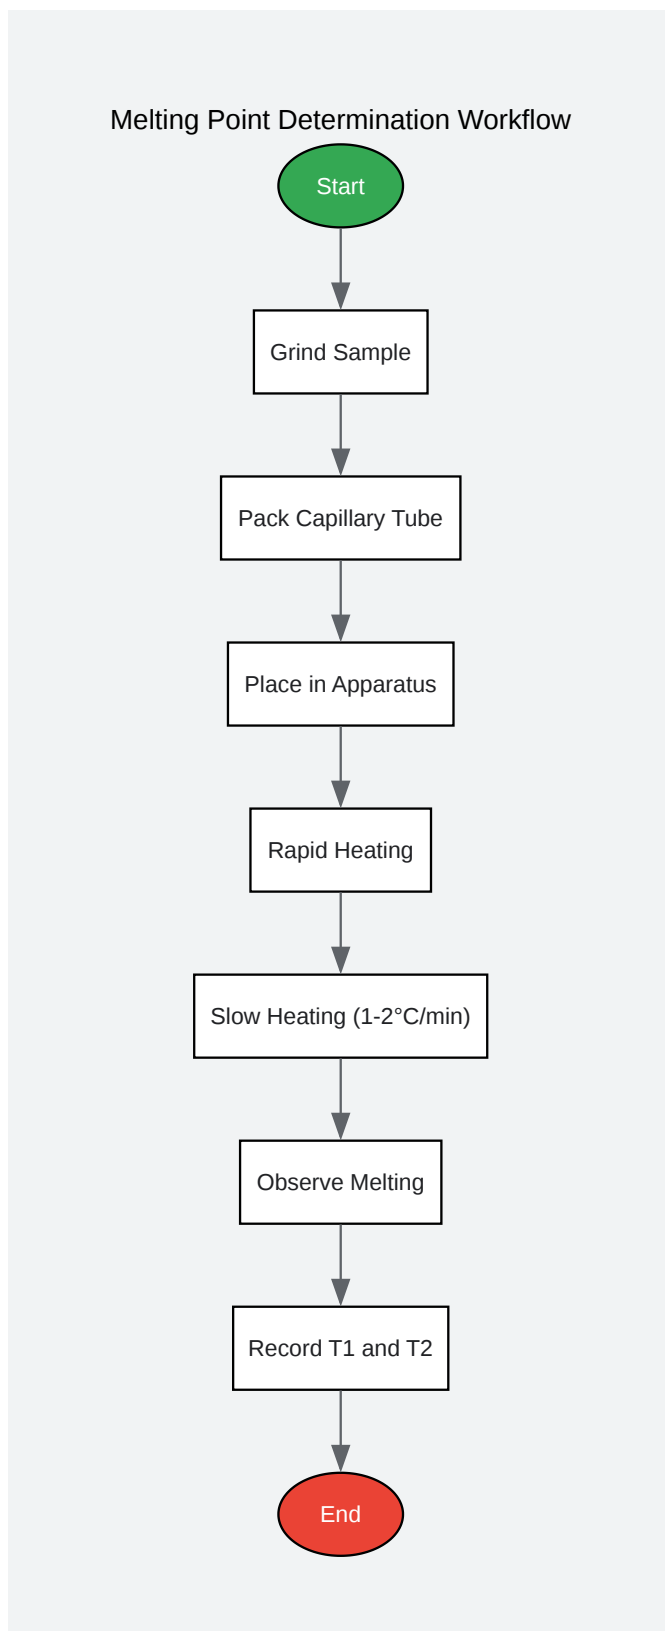 Melting Point Determination Workflow
Start
Grind Sample
Pack Capillary Tube
Place in Apparatus
Rapid Heating
Slow Heating (1-2°C/min)
Observe Melting
Record T1 and T2
End